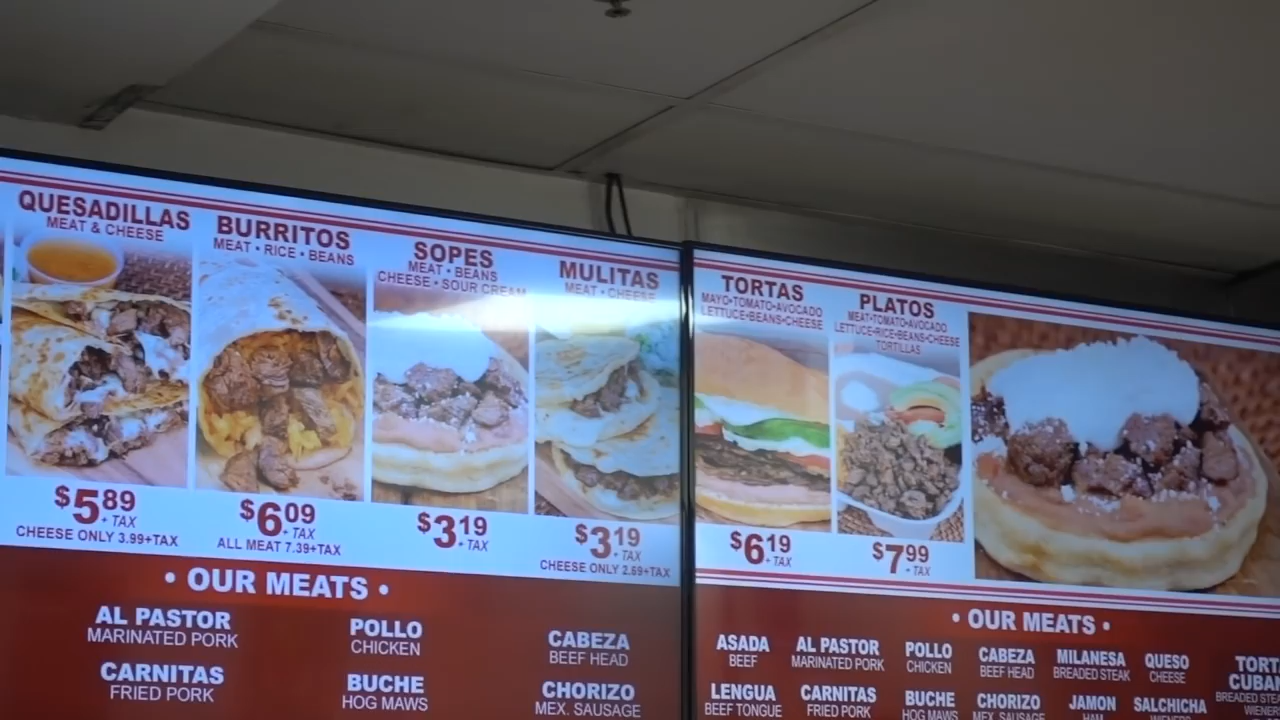 QUESADILLAS
MEAT & CHEESE
$5.89
+ TAX
CHEESE ONLY 3.99+TAX
BURRITOS
MEAT • RICE • BEANS
$6.09
+ TAX
ALL MEAT 7.39+TAX
SOPES
MEAT • BEANS
CHEESE • SOUR CREAM
$3.19
+ TAX
MULITAS
MEAT • CHEESE
$3.19
+ TAX
CHEESE ONLY 2.69+TAX
• OUR MEATS •
AL PASTOR
MARINATED PORK
CARNITAS
FRIED PORK
POLLO
CHICKEN
BUCHE
HOG MAWS
CABEZA
BEEF HEAD
CHORIZO
MEX. SAUSAGE
TORTAS
MAYO•TOMATO•AVOCADO
LETTUCE•BEANS•CHEESE
$6.19
+ TAX
PLATOS
MEAT•TOMATO•AVOCADO
LETTUCE•RICE•BEANS•CHEESE
TORTILLAS
$7.99
+ TAX
• OUR MEATS •
ASADA
BEEF
LENGUA
BEEF TONGUE
AL PASTOR
MARINATED PORK
CARNITAS
FRIED PORK
POLLO
CHICKEN
BUCHE
HOG MAWS
CABEZA
BEEF HEAD
CHORIZO
MEX. SAUSAGE
MILANESA
BREADED STEAK
JAMON
HAM
QUESO
CHEESE
SALCHICHA